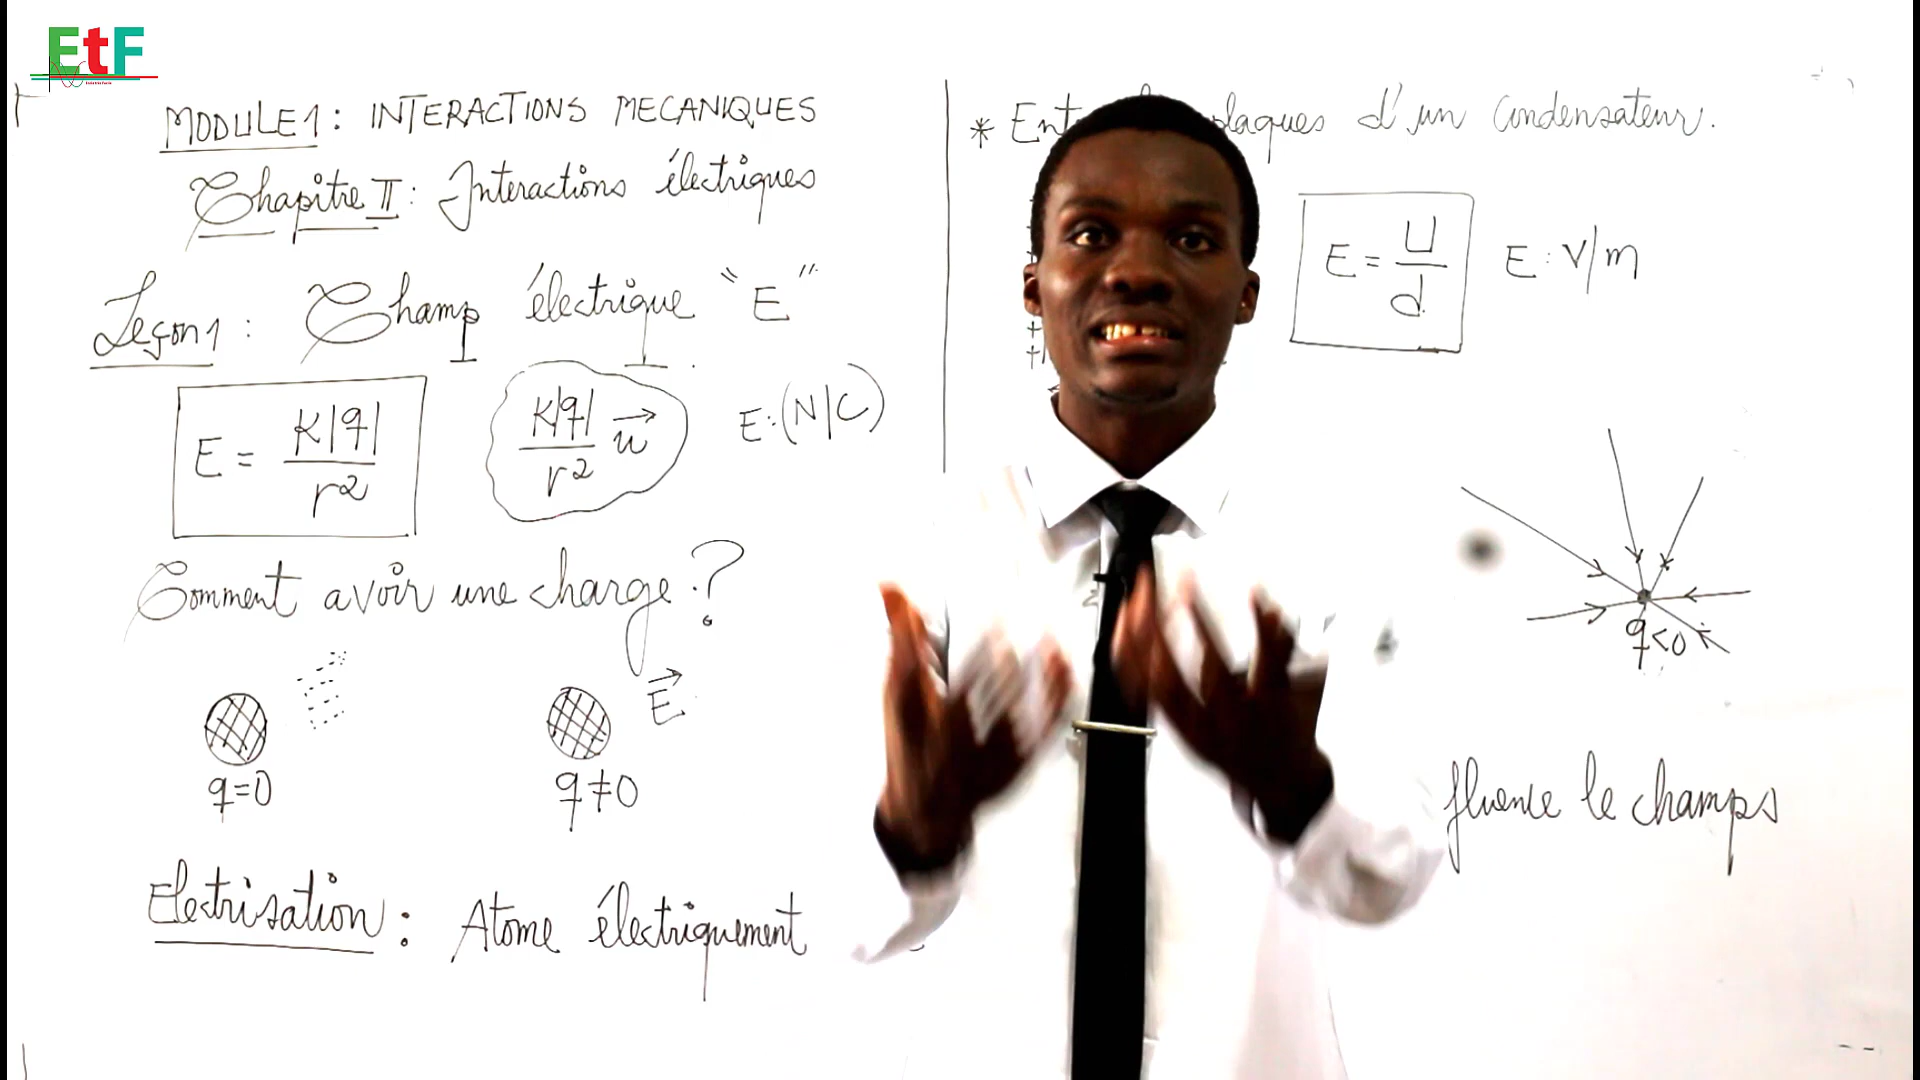 EtF
MODULE 1 : INTERACTIONS MECANIQUES
Chapitre II : Interactions électriques
Leçon 1 : Champ électrique "E"
E = K|q| / r²
K|q| / r² u⃗
E : (N/C)
Comment avoir une charge ?
E⃗
q=0
q≠0
Electrisation : Atome électriquement
* plaques d'un condensateur.
E = U / d
E : V/m
q<0
fluence le champs